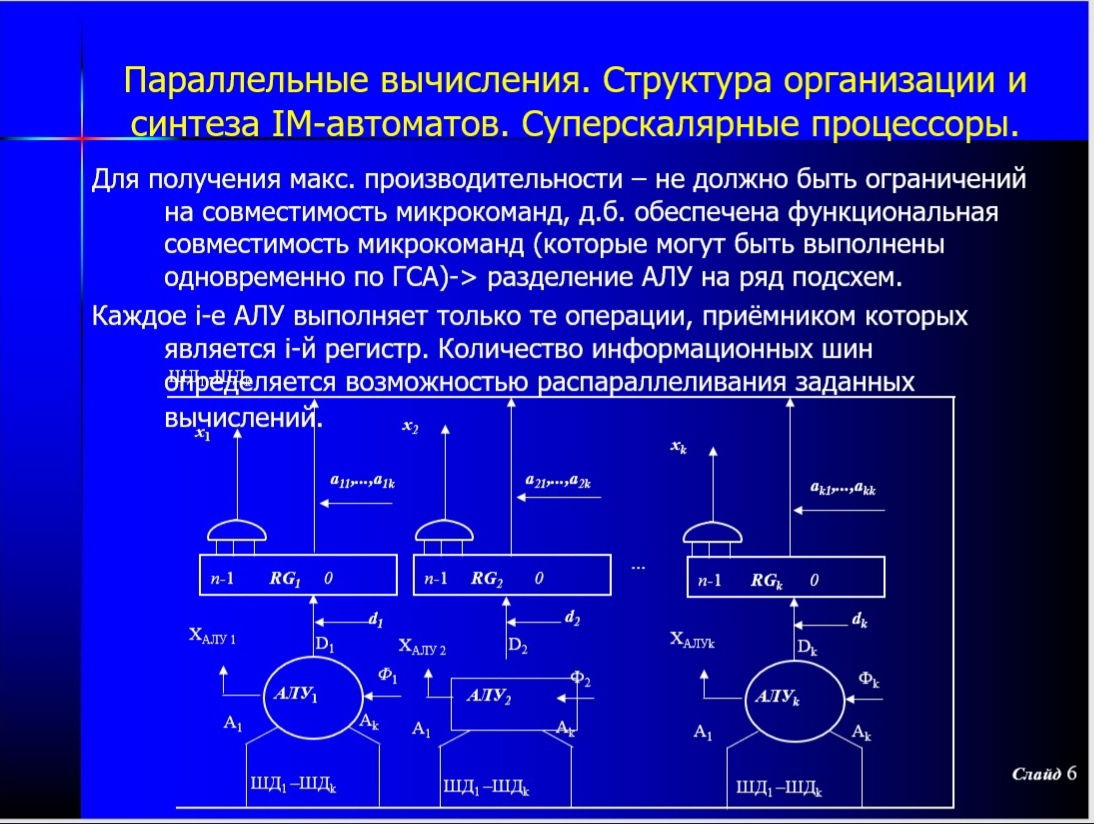 Параллельные вычисления. Структура организации и
синтеза IM-автоматов. Суперскалярные процессоры.
Для получения макс. производительности – не должно быть ограничений
на совместимость микрокоманд, д.б. обеспечена функциональная
совместимость микрокоманд (которые могут быть выполнены
одновременно по ГСА)-> разделение АЛУ на ряд подсхем.
Каждое i-е АЛУ выполняет только те операции, приёмником которых
является i-й регистр. Количество информационных шин
определяется возможностью распараллеливания заданных
вычислений.
x1 x2 xk
a11,...,a1k a21,...,a2k ak1,...,akk
n-1 RG1 0 n-1 RG2 0 ... n-1 RGk 0
d1 d2 dk
XАЛУ 1 D1 XАЛУ 2 D2 XАЛУk Dk
Ф1 Ф2 Фk
АЛУ1 АЛУ2 АЛУk
A1 Ak A1 Ak A1 Ak
ШД1–ШДk ШД1–ШДk ШД1–ШДk
Слайд 6